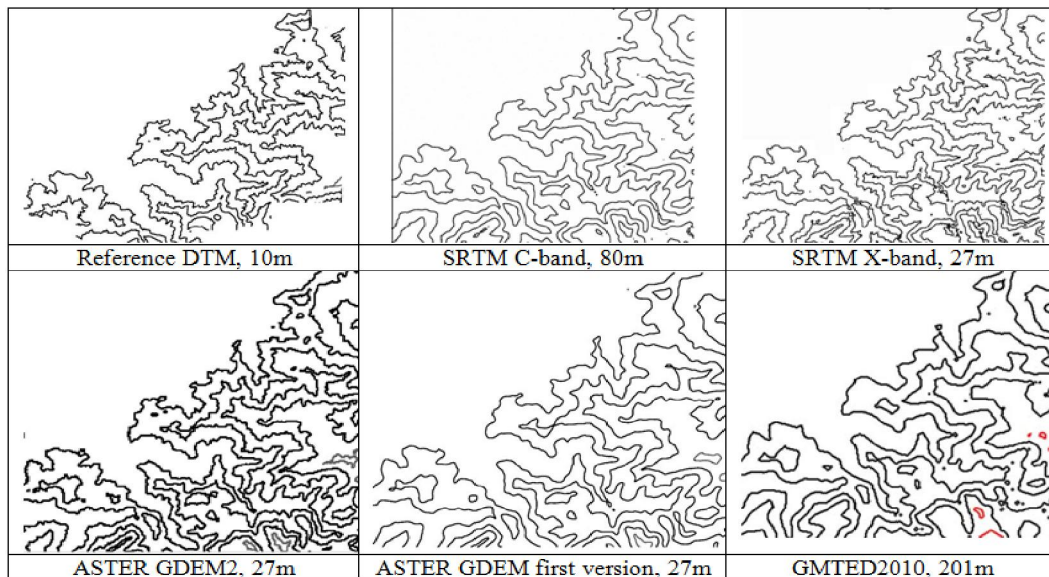 Reference DTM, 10m
SRTM C-band, 80m
SRTM X-band, 27m
ASTER GDEM2, 27m
ASTER GDEM first version, 27m
GMTED2010, 201m